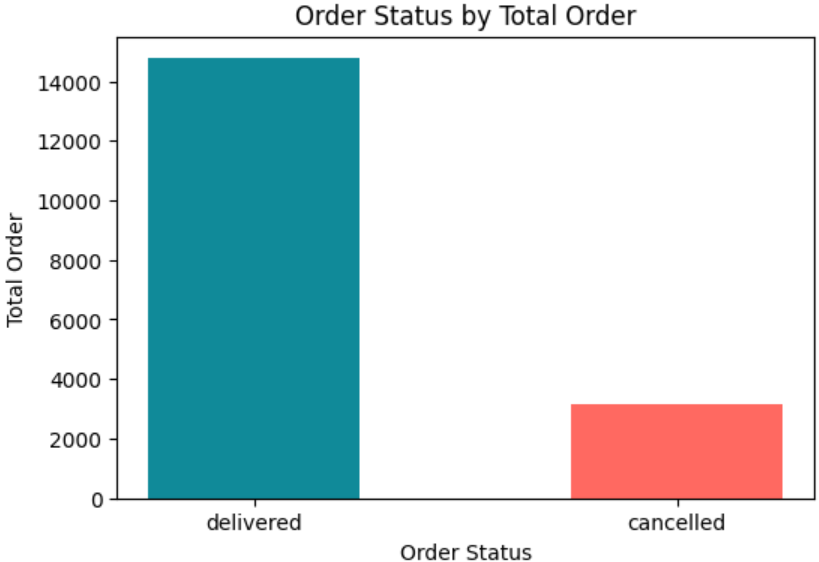 Order Status by Total Order
Total Order
14000
12000
10000
8000
6000
4000
2000
0
delivered
cancelled
Order Status